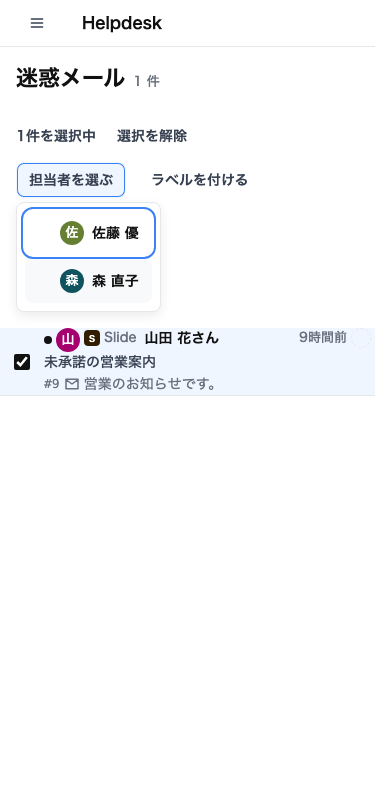 Helpdesk
迷惑メール 1 件
1件を選択中 選択を解除
担当者を選ぶ ラベルを付ける
佐 佐藤 優
森 森 直子
山 S Slide 山田 花さん 9時間前
未承諾の営業案内
#9 営業のお知らせです。